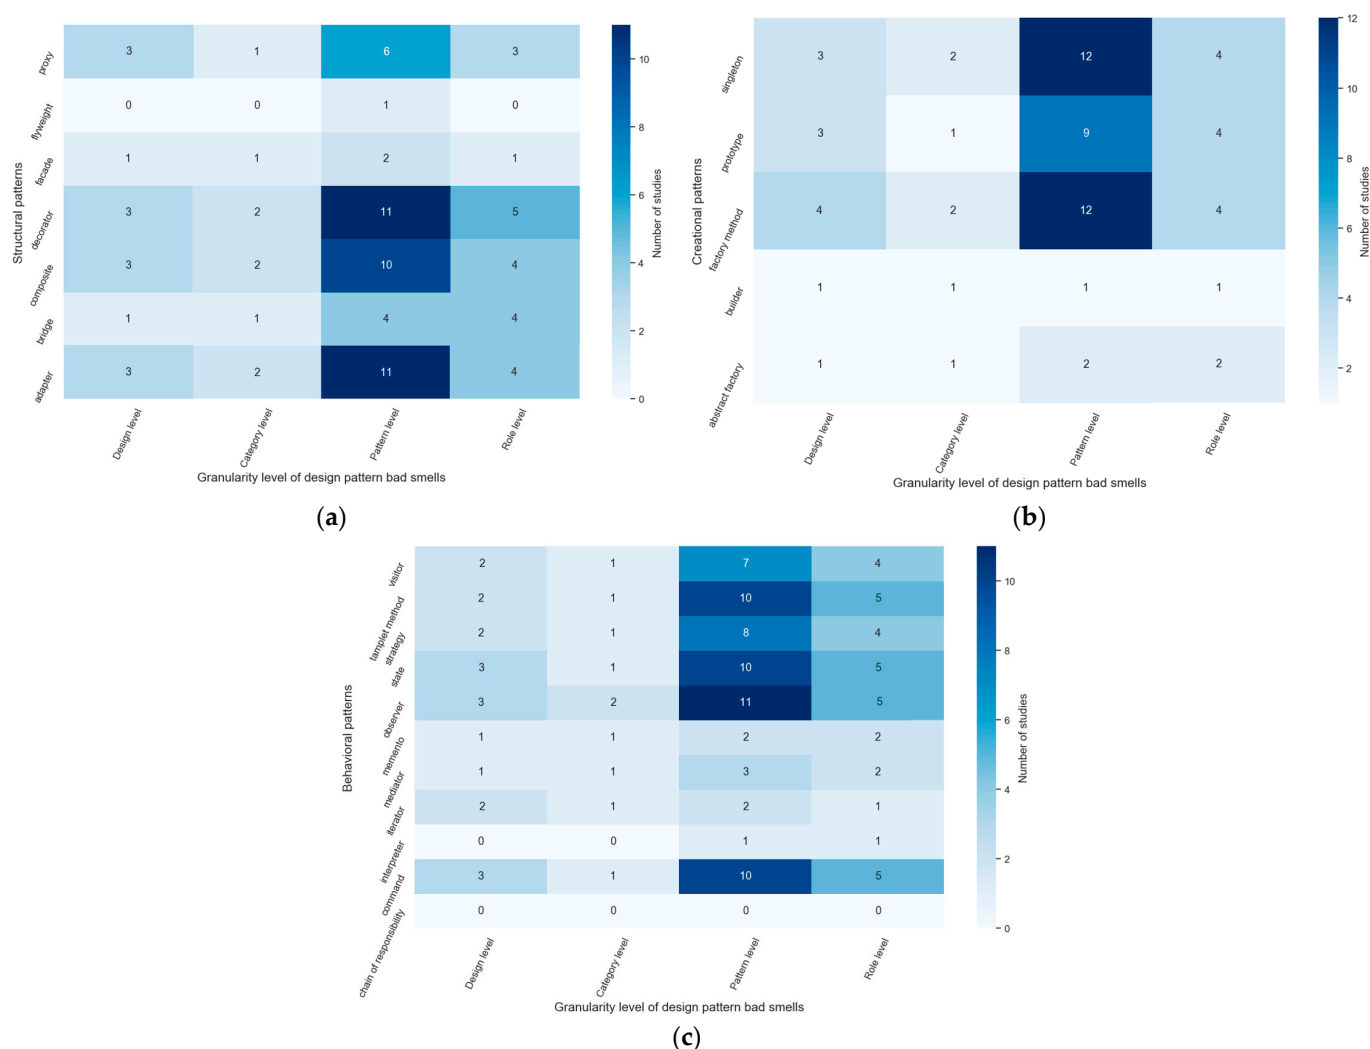 proxy 3 1 6 3
flyweight 0 0 1 0
facade 1 1 2 1
decorator 3 2 11 5
composite 3 2 10 4
bridge 1 1 4 4
adapter 3 2 11 4
Structural patterns
Design level Category level Pattern level Role level
Granularity level of design pattern bad smells
10
8
6
4
2
0
Number of studies
(a)
singleton 3 2 12 4
prototype 3 1 9 4
factory method 4 2 12 4
builder 1 1 1 1
abstract factory 1 1 2 2
Creational patterns
Design level Category level Pattern level Role level
Granularity level of design pattern bad smells
12
10
8
6
4
2
Number of studies
(b)
visitor 2 1 7 4
tamplet method 2 1 10 5
strategy 2 1 8 4
state 3 1 10 5
observer 3 2 11 5
memento 1 1 2 2
mediator 1 1 3 2
iterator 2 1 2 1
interpreter 0 0 1 1
command 3 1 10 5
chain of responsibility 0 0 0 0
Behavioral patterns
Design level Category level Pattern level Role level
Granularity level of design pattern bad smells
10
8
6
4
2
0
Number of studies
(c)